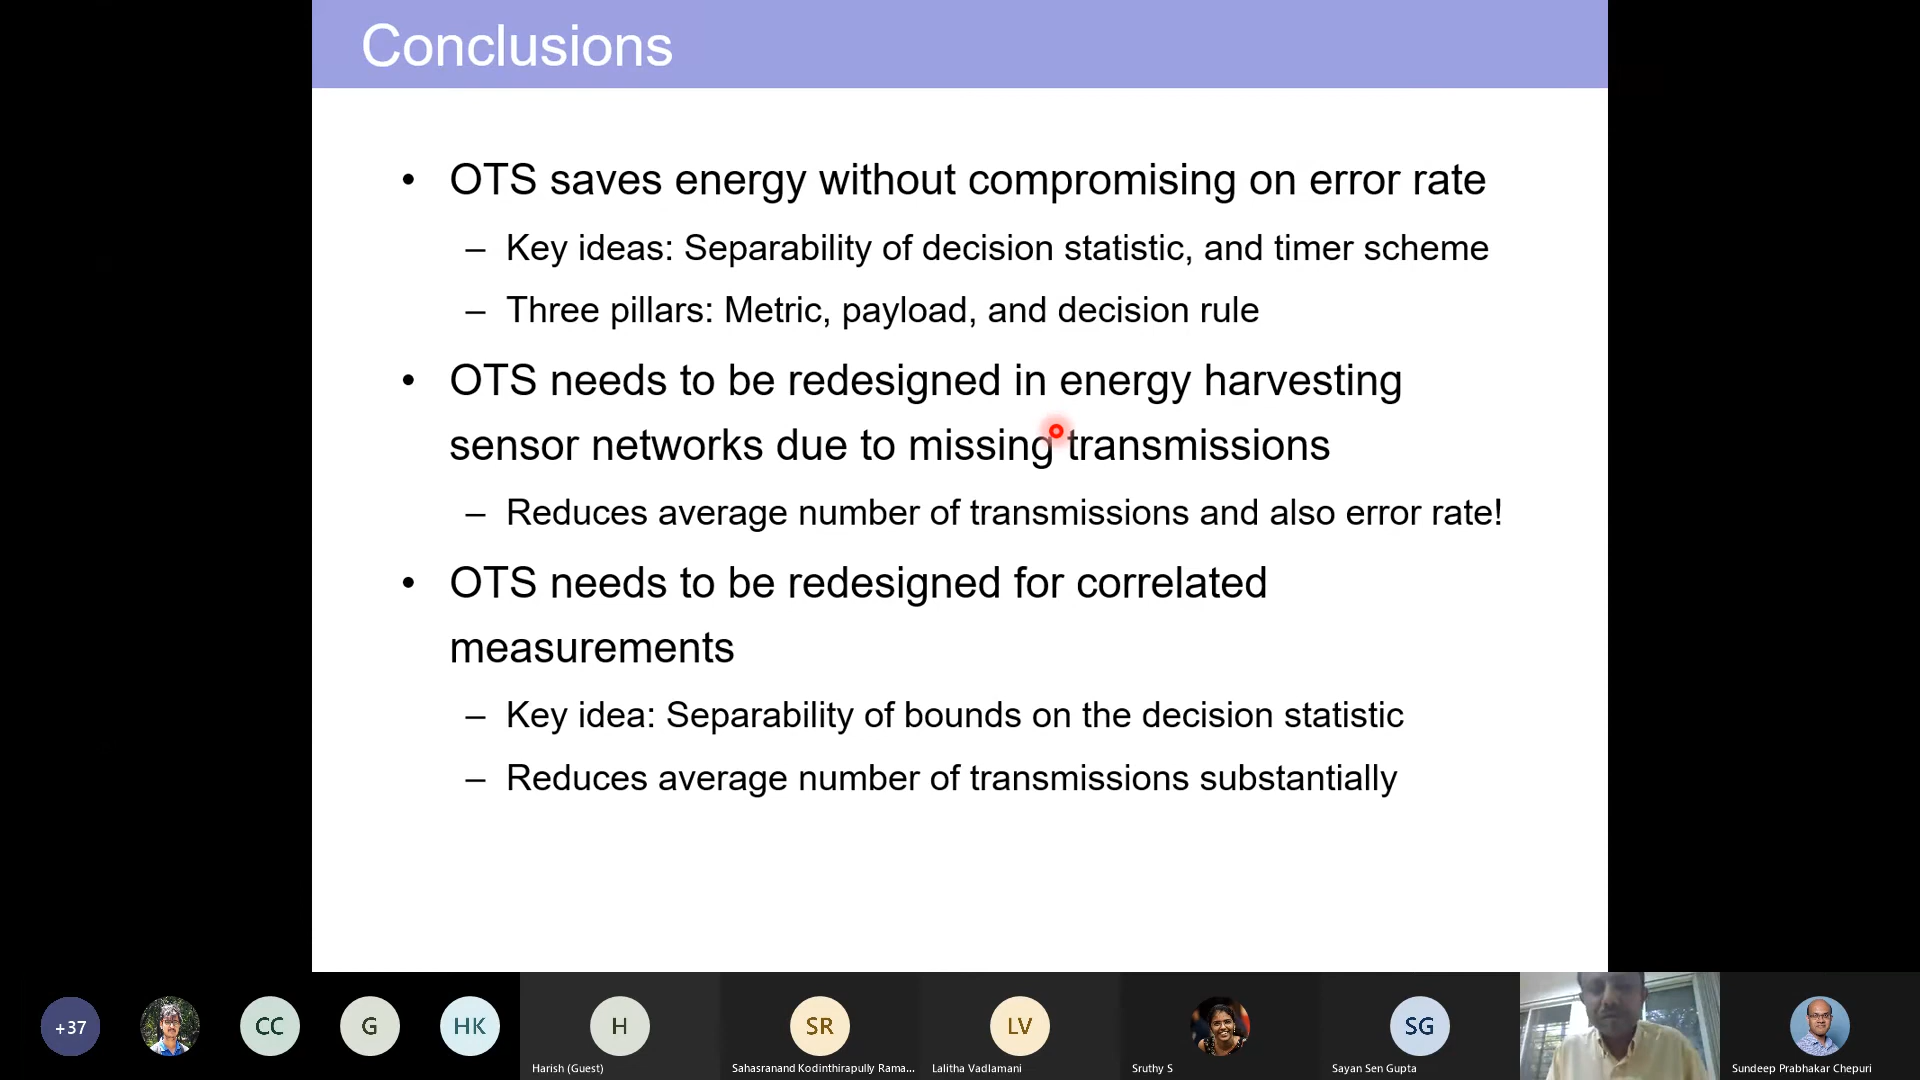 Conclusions
• OTS saves energy without compromising on error rate
– Key ideas: Separability of decision statistic, and timer scheme
– Three pillars: Metric, payload, and decision rule
• OTS needs to be redesigned in energy harvesting
sensor networks due to missing transmissions
– Reduces average number of transmissions and also error rate!
• OTS needs to be redesigned for correlated
measurements
– Key idea: Separability of bounds on the decision statistic
– Reduces average number of transmissions substantially
+37
CC
G
HK
H
SR
LV
SG
Harish (Guest)
Sahasranand Kodinthirapully Rama...
Lalitha Vadlamani
Sruthy S
Sayan Sen Gupta
Sundeep Prabhakar Chepuri